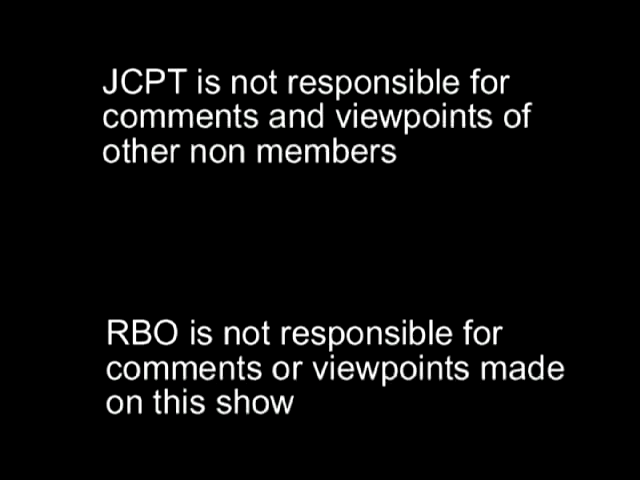 JCPT is not responsible for
comments and viewpoints of
other non members
RBO is not responsible for
comments or viewpoints made
on this show